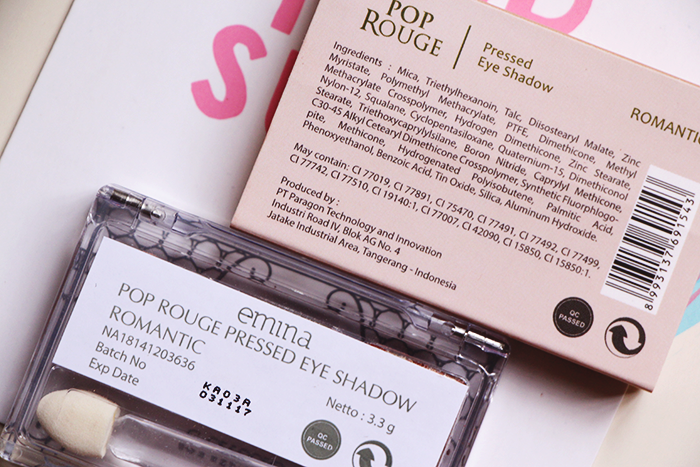 POP
ROUGE
Pressed
Eye Shadow
ROMANTIC
Ingredients : Mica, Triethylhexanoin, Talc, Diisostearyl Malate, Zinc
Myristate, Polymethyl Methacrylate, PTFE, Dimethicone, Methyl
Methacrylate Crosspolymer, Hydrogen Dimethicone, Zinc Stearate,
Nylon-12, Squalane, Cyclopentasiloxane, Quaternium-15, Dimethiconol
Stearate, Triethoxycaprylylsilane, Boron Nitride, Caprylyl Methicone,
C30-45 Alkyl Cetearyl Dimethicone Crosspolymer, Synthetic Fluorphlogo-
pite, Methicone, Hydrogenated Polyisobutene, Palmitic Acid,
Phenoxyethanol, Benzoic Acid, Tin Oxide, Silica, Aluminum Hydroxide.
May contain: CI 77019, CI 77891, CI 75470, CI 77491, CI 77492, CI 77499,
CI 77742, CI 77510, CI 19140:1, CI 77007, CI 42090, CI 15850, CI 15850:1.
Produced by :
PT Paragon Technology and Innovation
Industri Road IV, Blok AG No. 4
Jatake Industrial Area, Tangerang - Indonesia
QC
PASSED
8 993137 691543
emina
POP ROUGE PRESSED EYE SHADOW
ROMANTIC
NA18141203636
Batch No
Exp Date
KA03A
031117
Netto : 3.3 g
QC
PASSED